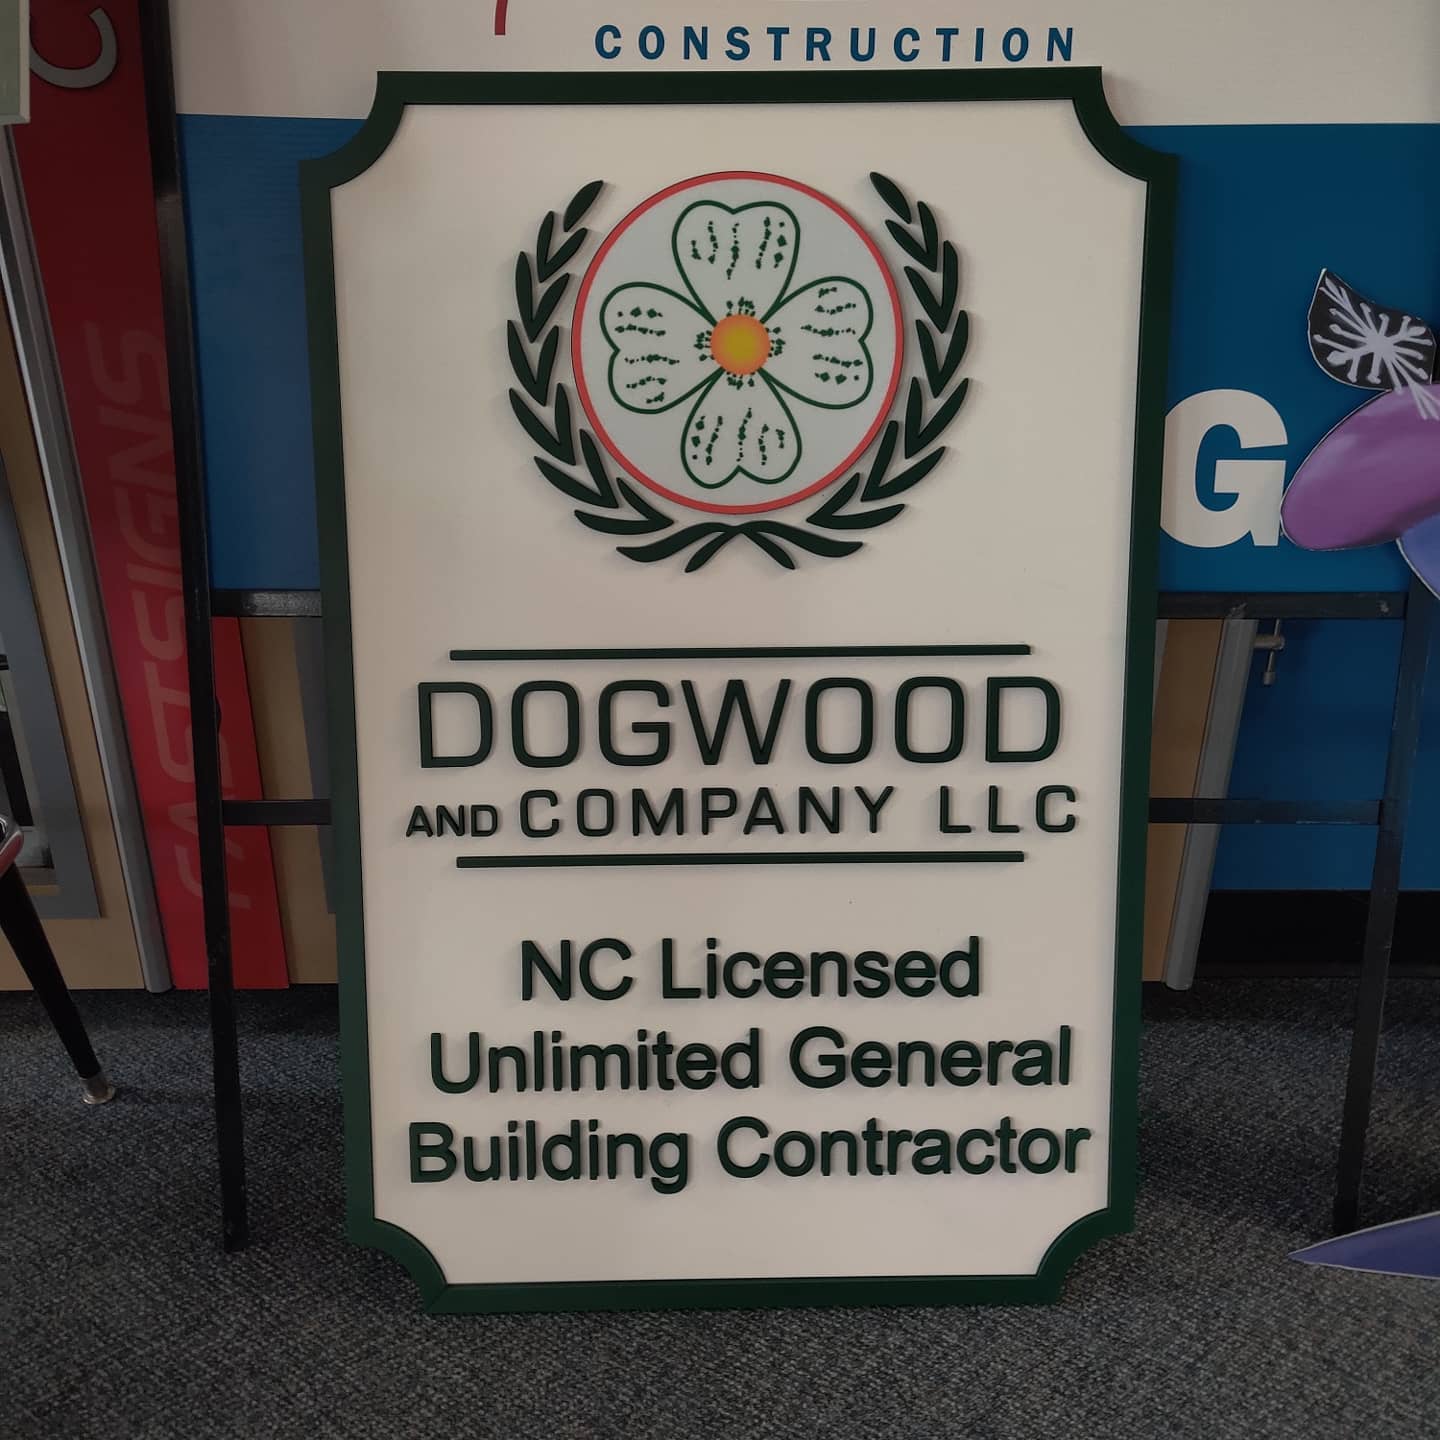 CONSTRUCTION
C
FASTSIGNS
G
DOGWOOD
AND COMPANY LLC
NC Licensed
Unlimited General
Building Contractor